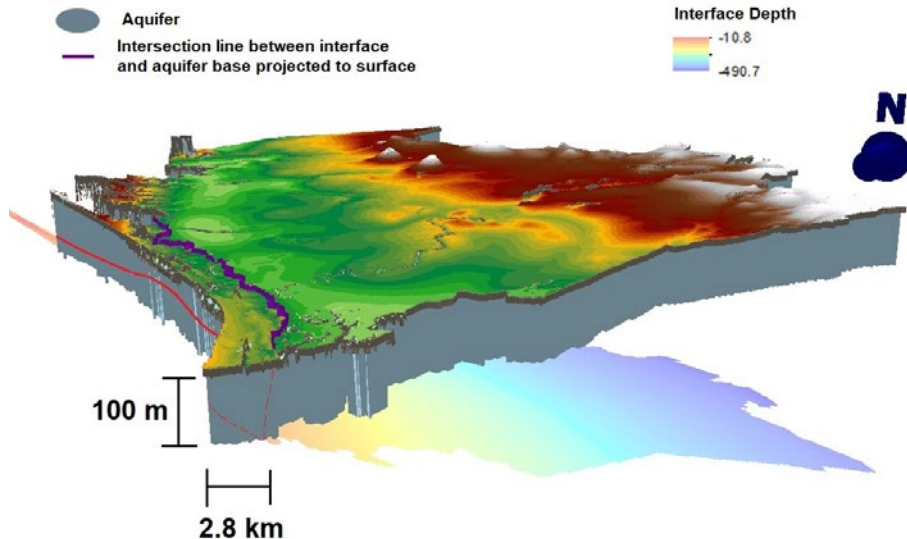 Aquifer
Intersection line between interface
and aquifer base projected to surface
Interface Depth
-10.8
-490.7
N
100 m
2.8 km